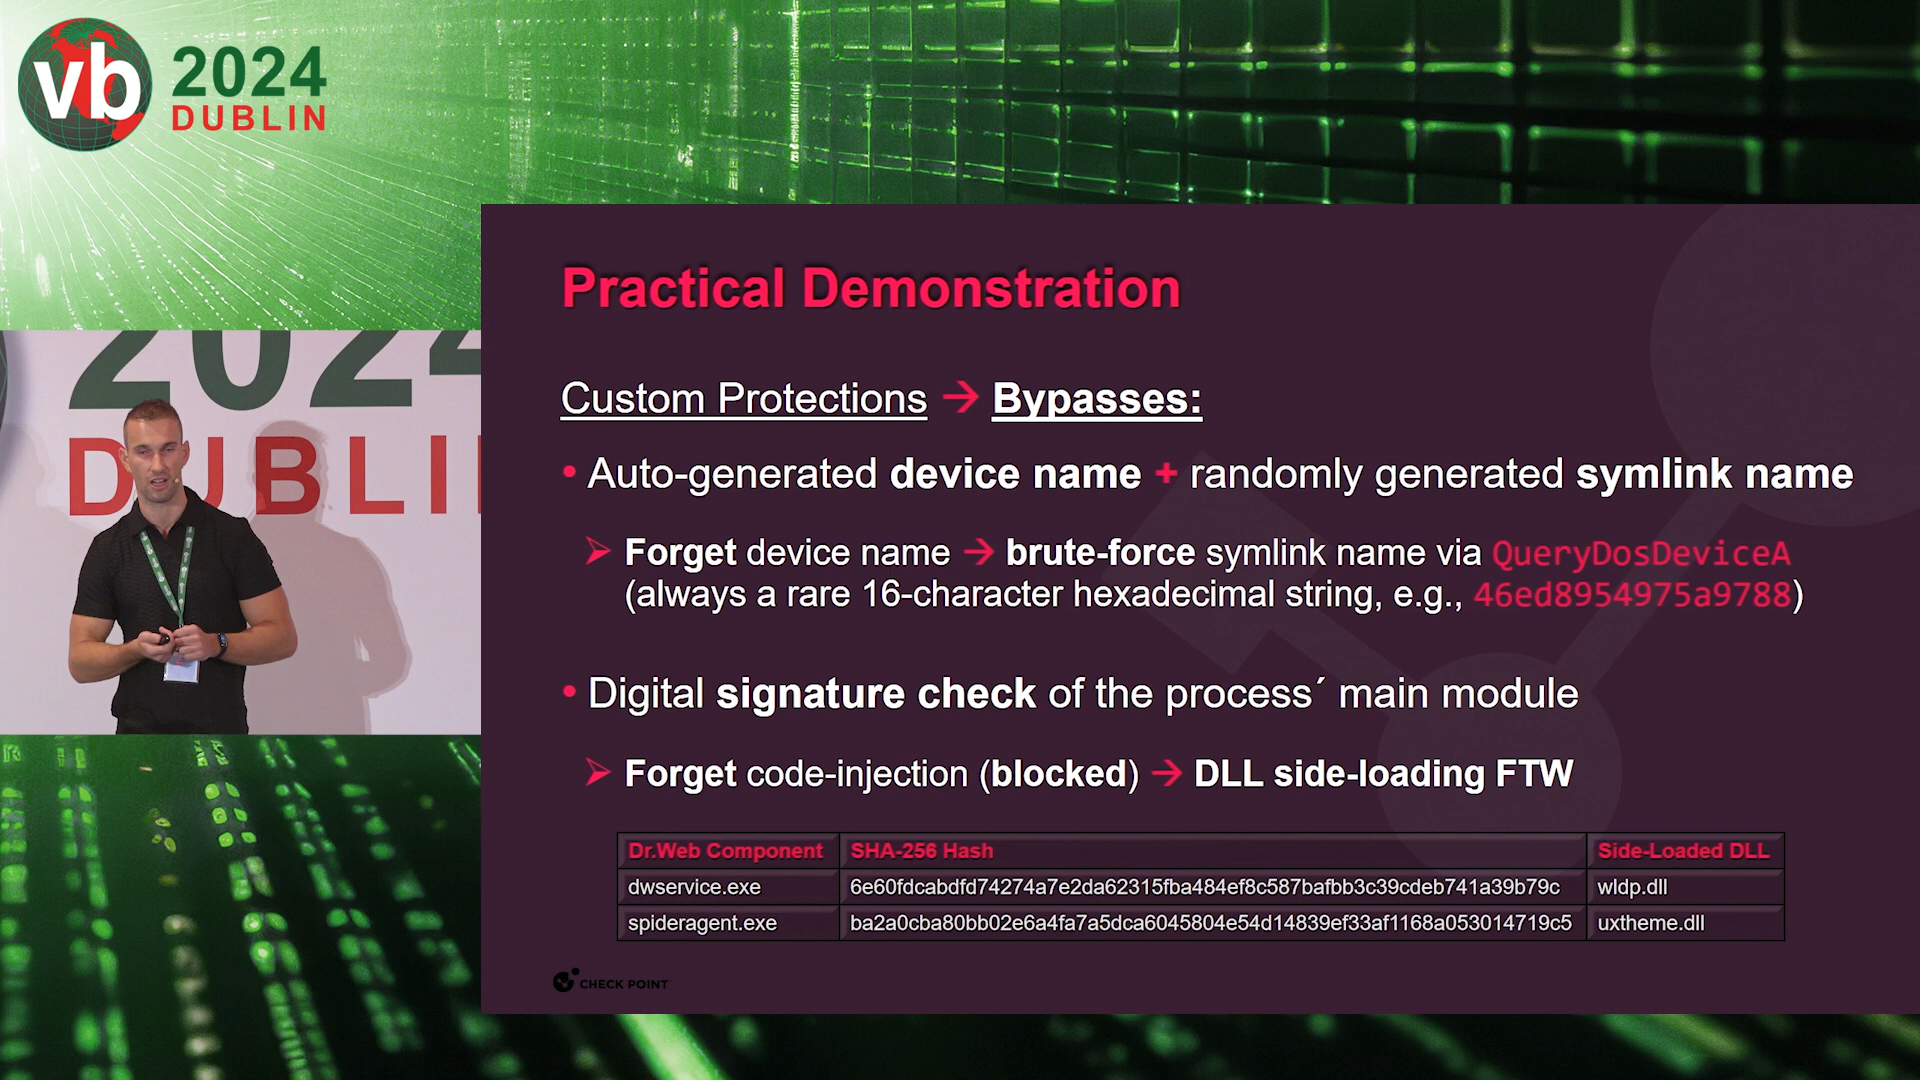 vb 2024
DUBLIN
2024
DUBLI
Practical Demonstration
Custom Protections → Bypasses:
• Auto-generated device name + randomly generated symlink name
➢ Forget device name → brute-force symlink name via QueryDosDeviceA
(always a rare 16-character hexadecimal string, e.g., 46ed8954975a9788)
• Digital signature check of the process´ main module
➢ Forget code-injection (blocked) → DLL side-loading FTW
Dr.Web Component SHA-256 Hash Side-Loaded DLL
dwservice.exe 6e60fdcabdfd74274a7e2da62315fba484ef8c587bafbb3c39cdeb741a39b79c wldp.dll
spideragent.exe ba2a0cba80bb02e6a4fa7a5dca6045804e54d14839ef33af1168a053014719c5 uxtheme.dll
CHECK POINT